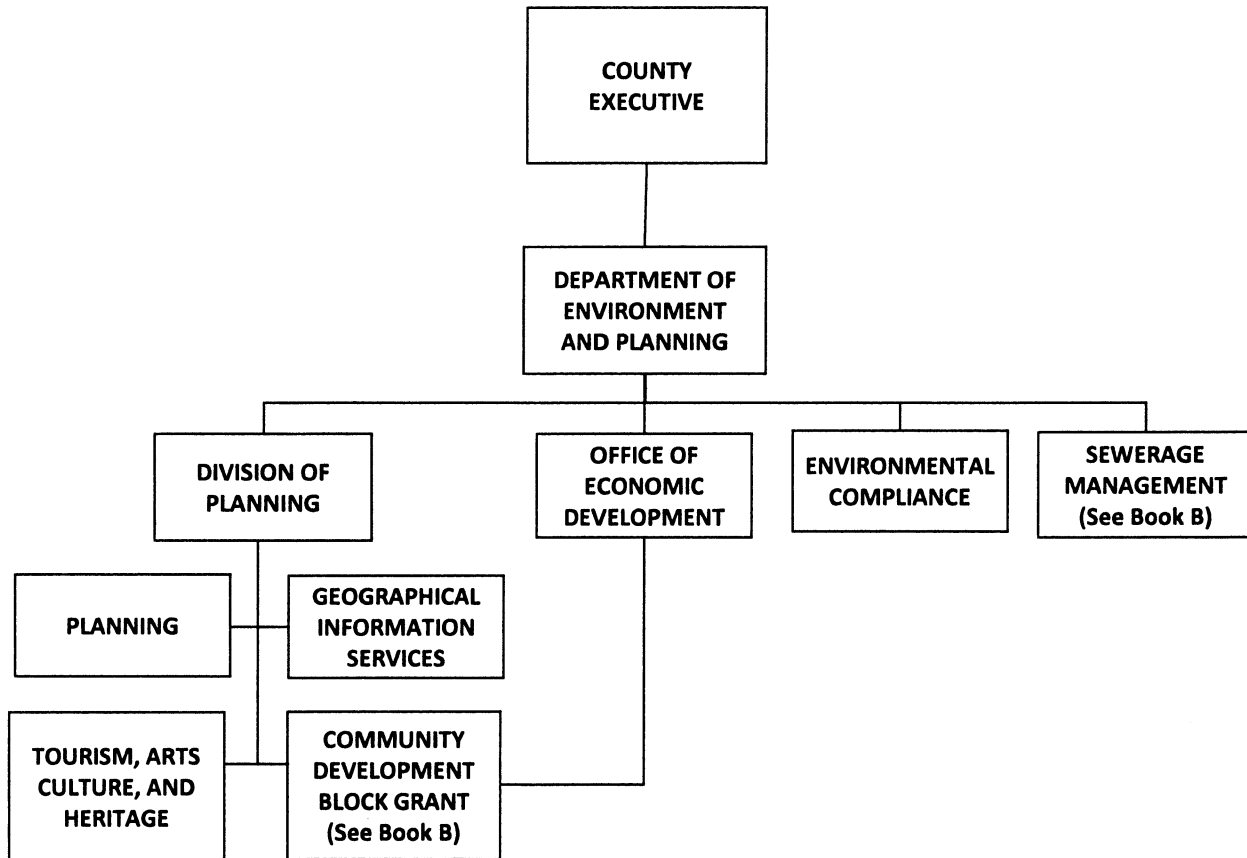 COUNTY
EXECUTIVE
DEPARTMENT OF
ENVIRONMENT
AND PLANNING
DIVISION OF
PLANNING
OFFICE OF
ECONOMIC
DEVELOPMENT
ENVIRONMENTAL
COMPLIANCE
SEWERAGE
MANAGEMENT
(See Book B)
PLANNING
GEOGRAPHICAL
INFORMATION
SERVICES
TOURISM, ARTS
CULTURE, AND
HERITAGE
COMMUNITY
DEVELOPMENT
BLOCK GRANT
(See Book B)